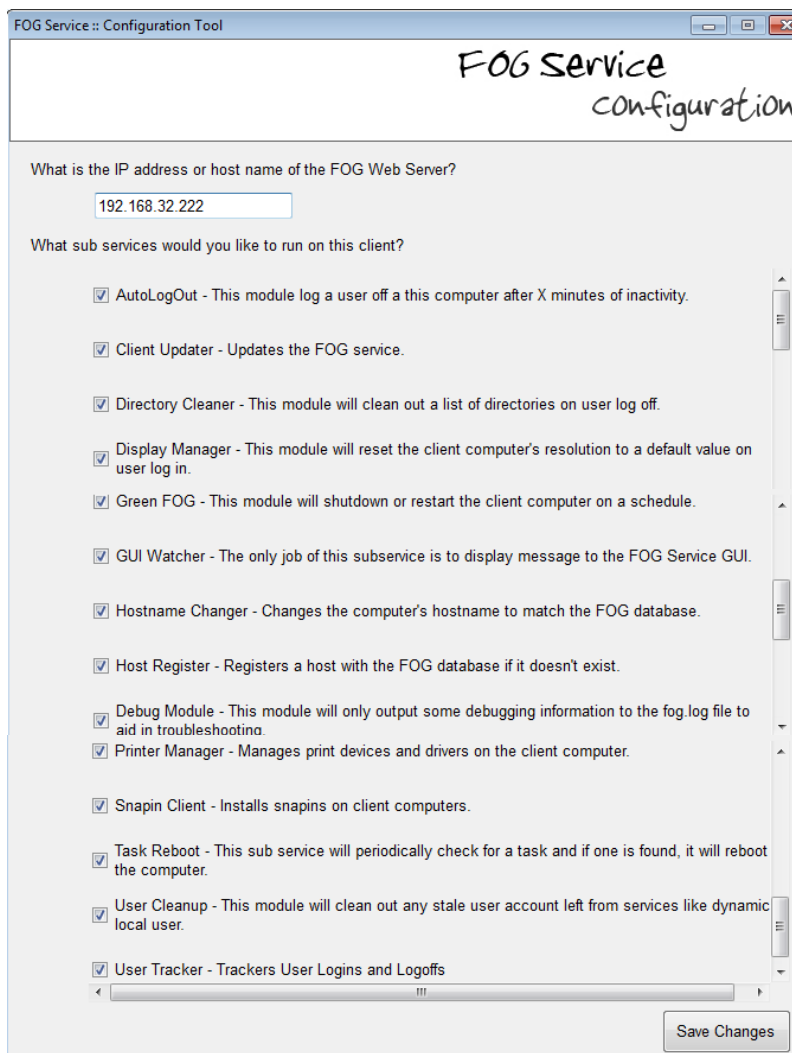 FOG Service :: Configuration Tool
FOG Service
configuration
What is the IP address or host name of the FOG Web Server?
192.168.32.222
What sub services would you like to run on this client?
AutoLogOut - This module log a user off a this computer after X minutes of inactivity.
Client Updater - Updates the FOG service.
Directory Cleaner - This module will clean out a list of directories on user log off.
Display Manager - This module will reset the client computer's resolution to a default value on
user log in.
Green FOG - This module will shutdown or restart the client computer on a schedule.
GUI Watcher - The only job of this subservice is to display message to the FOG Service GUI.
Hostname Changer - Changes the computer's hostname to match the FOG database.
Host Register - Registers a host with the FOG database if it doesn't exist.
Debug Module - This module will only output some debugging information to the fog.log file to
aid in troubleshooting.
Printer Manager - Manages print devices and drivers on the client computer.
Snapin Client - Installs snapins on client computers.
Task Reboot - This sub service will periodically check for a task and if one is found, it will reboot
the computer.
User Cleanup - This module will clean out any stale user account left from services like dynamic
local user.
User Tracker - Trackers User Logins and Logoffs
Save Changes